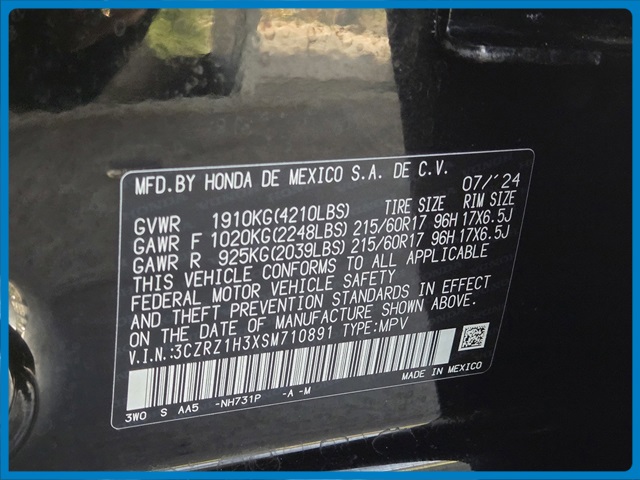 MFD.BY HONDA DE MEXICO S.A. DE C.V.
07/'24
GVWR 1910KG(4210LBS) TIRE SIZE RIM SIZE
GAWR F 1020KG(2248LBS) 215/60R17 96H 17X6.5J
GAWR R 925KG(2039LBS) 215/60R17 96H 17X6.5J
THIS VEHICLE CONFORMS TO ALL APPLICABLE
FEDERAL MOTOR VEHICLE SAFETY
AND THEFT PREVENTION STANDARDS IN EFFECT
ON THE DATE OF MANUFACTURE SHOWN ABOVE.
V.I.N.:3CZRZ1H3XSM710891 TYPE:MPV
3WO S AA5 -NH731P -A -M MADE IN MEXICO